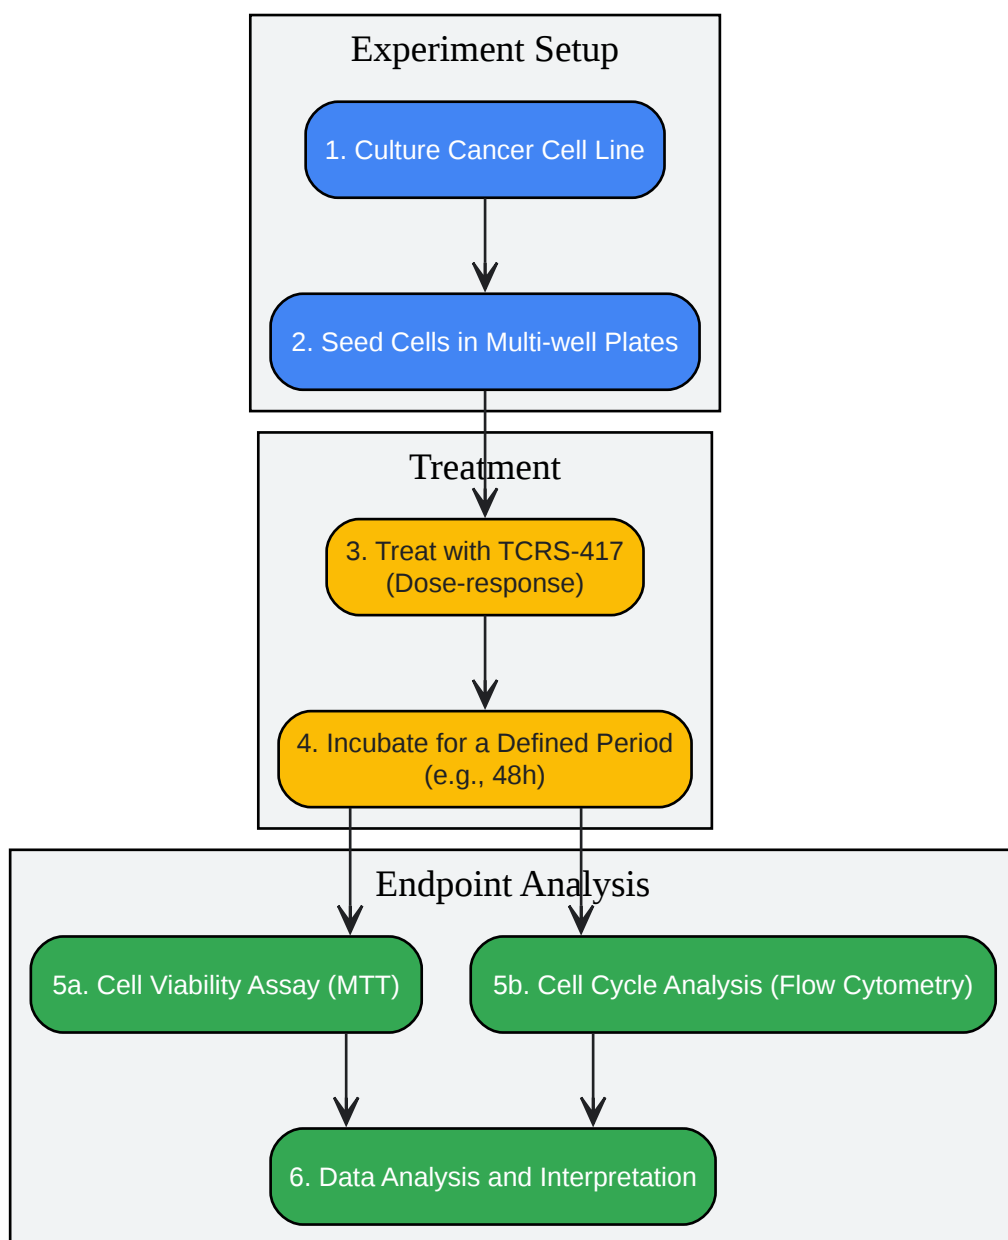 Experiment Setup
1. Culture Cancer Cell Line
2. Seed Cells in Multi-well Plates
Treatment
3. Treat with TCRS-417
(Dose-response)
4. Incubate for a Defined Period
(e.g., 48h)
Endpoint Analysis
5a. Cell Viability Assay (MTT)
5b. Cell Cycle Analysis (Flow Cytometry)
6. Data Analysis and Interpretation